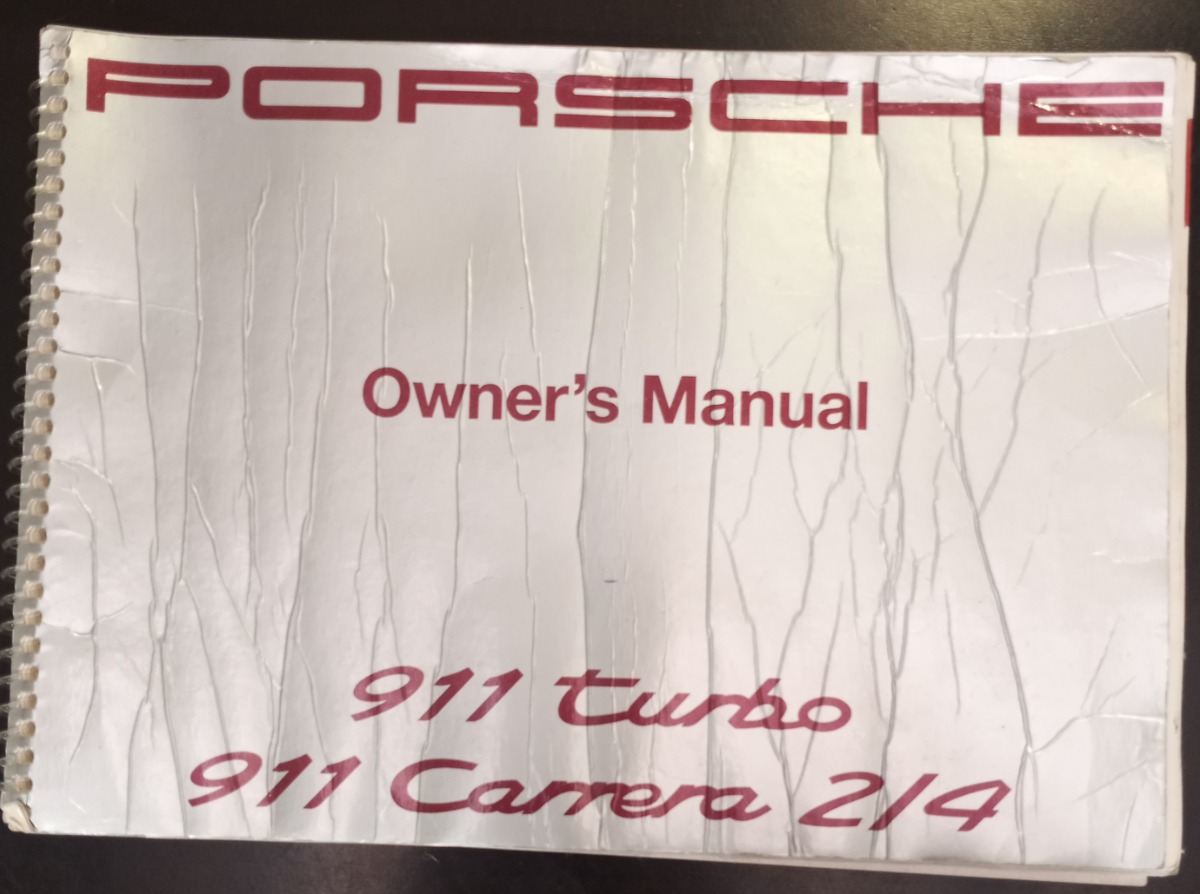 PORSCHE
Owner's Manual
911 turbo
911 Carrera 2/4